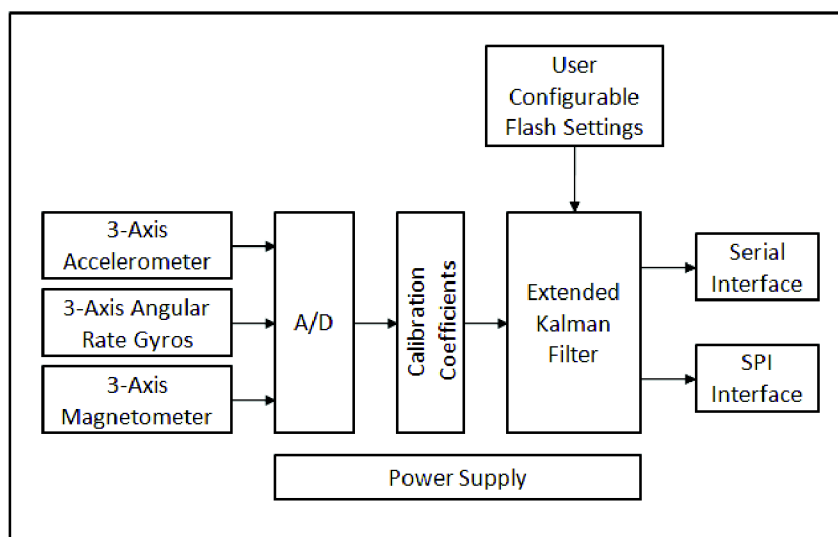 User
Configurable
Flash Settings
3-Axis
Accelerometer
3-Axis Angular
Rate Gyros
3-Axis
Magnetometer
A/D
Calibration
Coefficients
Extended
Kalman
Filter
Serial
Interface
SPI
Interface
Power Supply